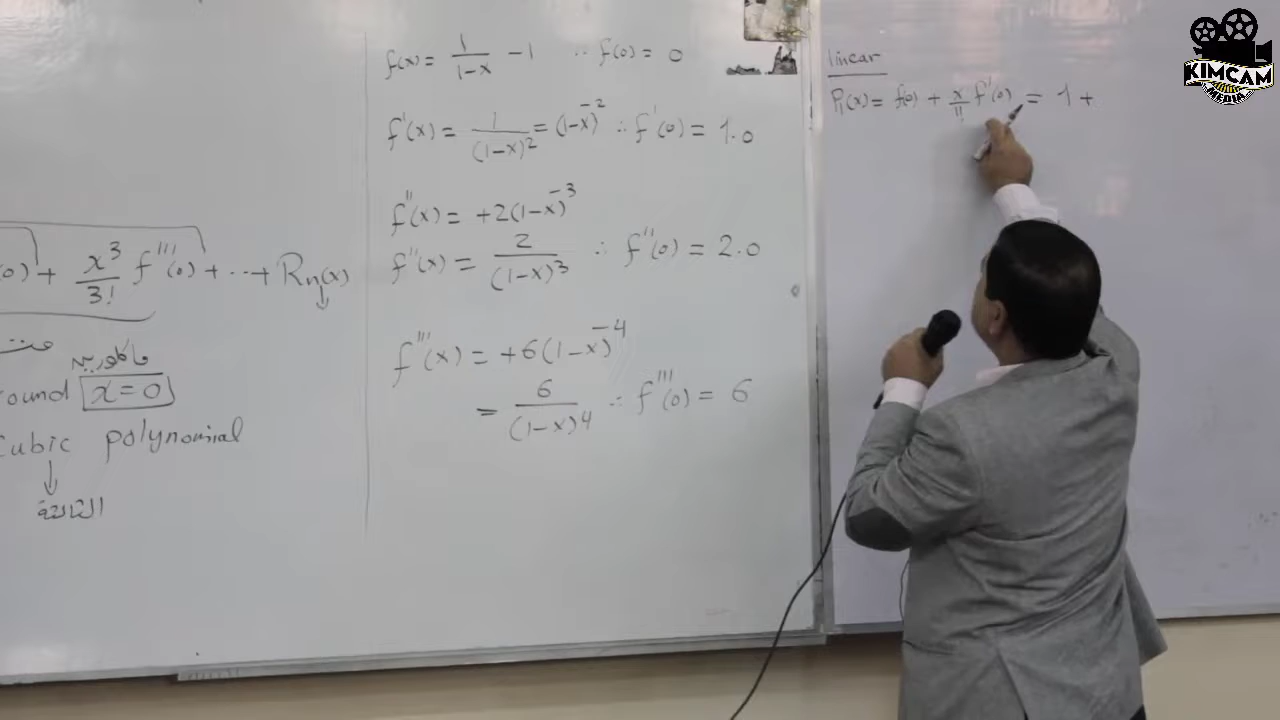 0) + x³/3! f'''(0) + ... + Rn(x)
ماكلورين
ound x = 0
Cubic polynomial
الثالثة
f(x) = 1/1-x - 1 ∴ f(0) = 0
f'(x) = 1/(1-x)² = (1-x)⁻² ∴ f'(0) = 1.0
f''(x) = +2(1-x)⁻³
f''(x) = 2/(1-x)³ ∴ f''(0) = 2.0
f'''(x) = +6(1-x)⁻⁴
= 6/(1-x)⁴ ∴ f'''(0) = 6
linear
P₁(x) = f(0) + x/1! f'(0) = 1 +
KIMCAM
MEDIA